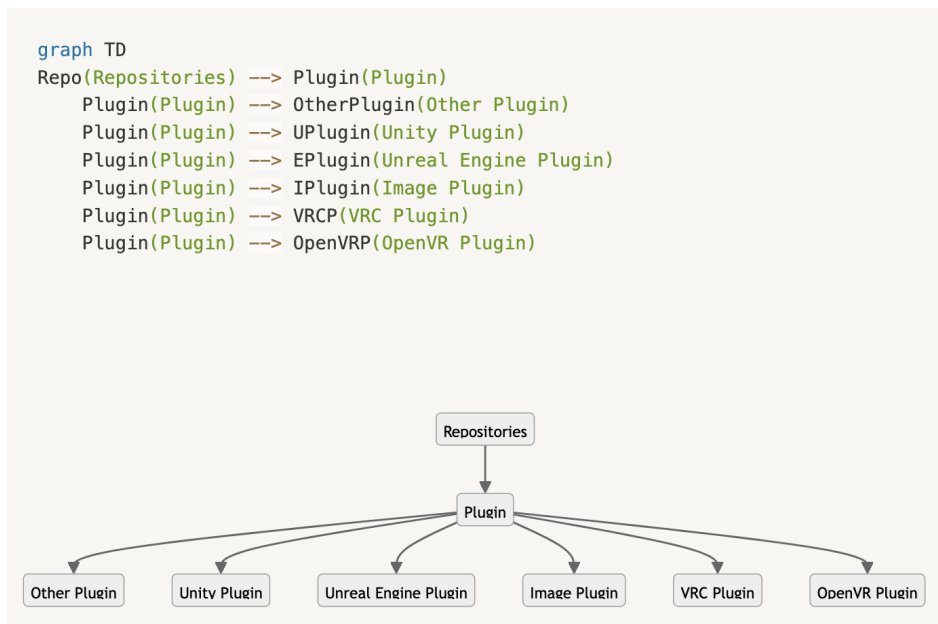 graph TD
Repo(Repositories) --> Plugin(Plugin)
    Plugin(Plugin) --> OtherPlugin(Other Plugin)
    Plugin(Plugin) --> UPlugin(Unity Plugin)
    Plugin(Plugin) --> EPlugin(Unreal Engine Plugin)
    Plugin(Plugin) --> IPlugin(Image Plugin)
    Plugin(Plugin) --> VRCP(VRC Plugin)
    Plugin(Plugin) --> OpenVRP(OpenVR Plugin)
Repositories
Plugin
Other Plugin
Unity Plugin
Unreal Engine Plugin
Image Plugin
VRC Plugin
OpenVR Plugin